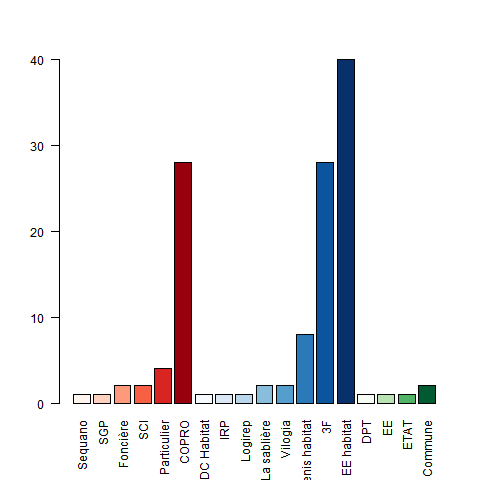 40
30
20
10
0
Sequano
SGP
Foncière
SCI
Particulier
COPRO
DC Habitat
IRP
Logirep
La sablière
Vilogia
enis habitat
3F
EE habitat
DPT
EE
ETAT
Commune